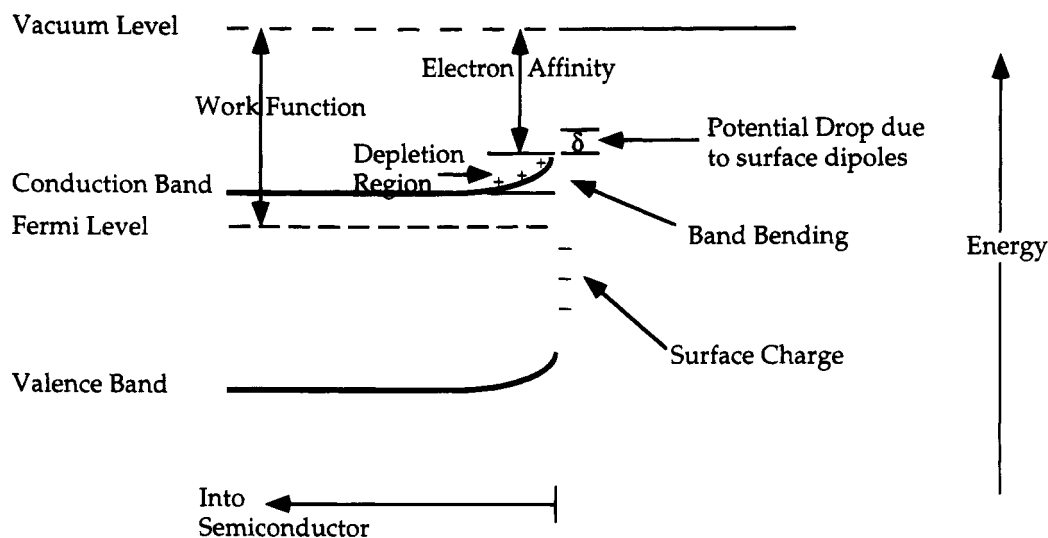 Vacuum Level
Electron Affinity
Work Function
Potential Drop due
to surface dipoles
δ
Depletion
Region
+ + +
Conduction Band
Fermi Level
Band Bending
Energy
Surface Charge
Valence Band
Into
Semiconductor